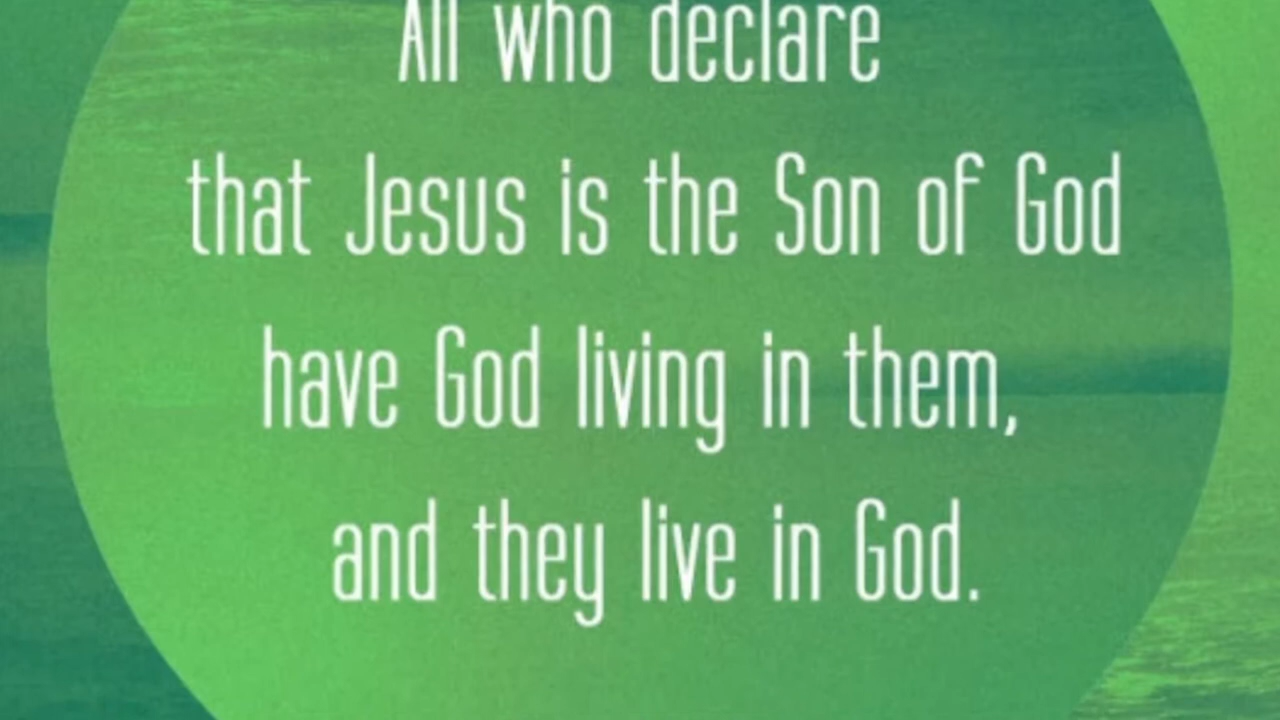 All who declare
that Jesus is the Son of God
have God living in them,
and they live in God.